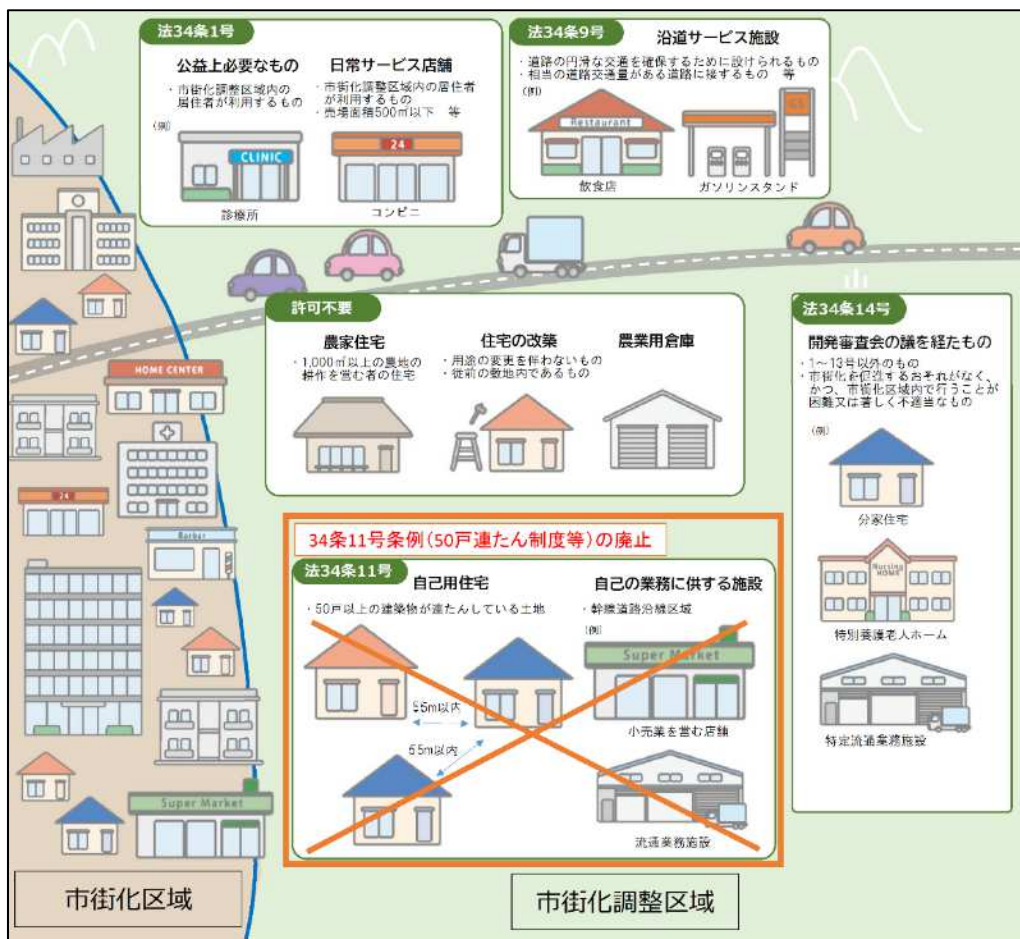 法34条1号
公益上必要なもの
・市街化調整区域内の
居住者が利用するもの
(例)
CLINIC
診療所
日常サービス店舗
・市街化調整区域内の居住者
が利用するもの
・売場面積500㎡以下 等
24
コンビニ
法34条9号
沿道サービス施設
・道路の円滑な交通を確保するために設けられるもの
・相当の道路交通量がある道路に接するもの 等
(例)
Restaurant
飲食店
GS
ガソリンスタンド
許可不要
農家住宅
・1,000㎡以上の農地の
耕作を営む者の住宅
住宅の改築
・用途の変更を伴わないもの
・従前の敷地内であるもの
農業用倉庫
法34条14号
開発審査会の議を経たもの
・1~13号以外のもの
・市街化を促進するおそれがなく、
かつ、市街化区域内で行うことが
困難又は著しく不適当なもの
(例)
分家住宅
Nursing
HOME
特別養護老人ホーム
特定流通業務施設
34条11号条例(50戸連たん制度等)の廃止
法34条11号
自己用住宅
・50戸以上の建築物が連たんしている土地
55m以内
55m以内
自己の業務に供する施設
・幹線道路沿線区域
(例)
Super Market
小売業を営む店舗
流通業務施設
HOME CENTER
24
Barber
Super Market
市街化区域
市街化調整区域